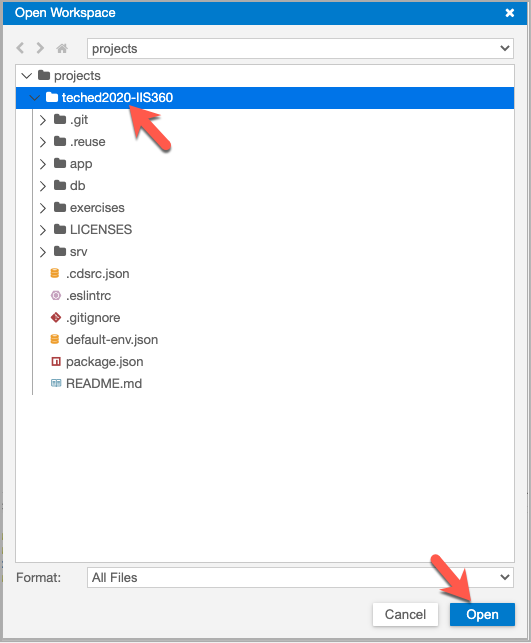 Open Workspace
projects
projects
teched2020-IIS360
.git
.reuse
app
db
exercises
LICENSES
srv
.cdsrc.json
.eslintrc
.gitignore
default-env.json
package.json
README.md
Format: All Files
Cancel Open